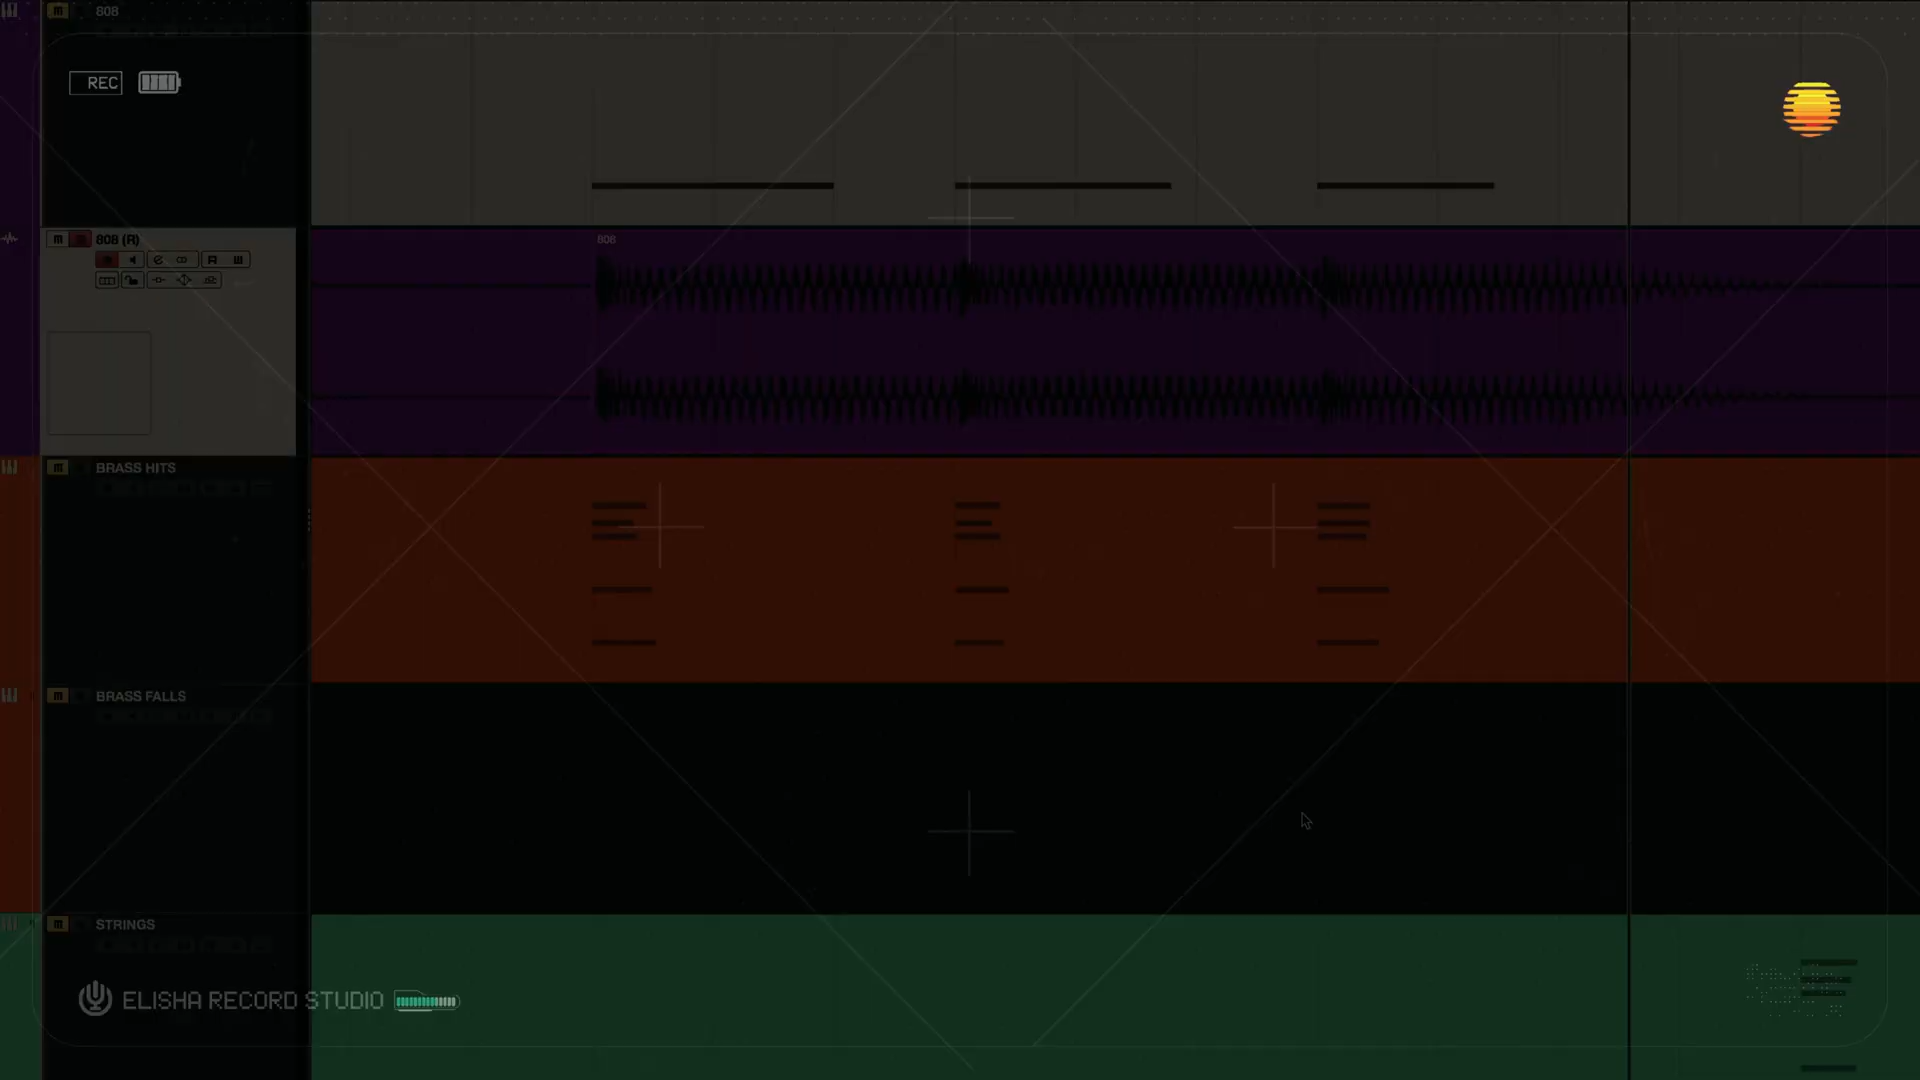 m 808
REC
m 808 (R)
808
m BRASS HITS
m BRASS FALLS
m STRINGS
ELISHA RECORD STUDIO